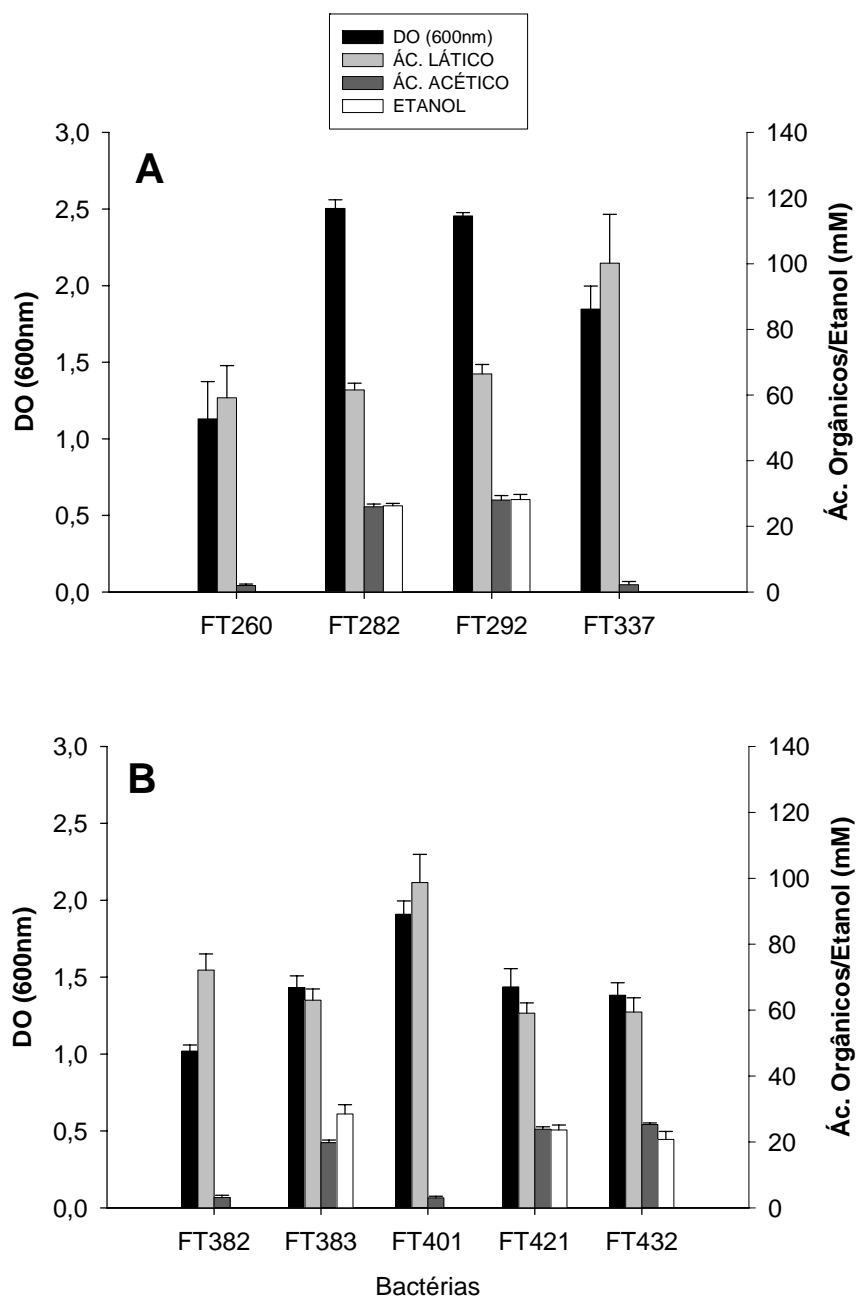 DO (600nm)
ÁC. LÁTICO
ÁC. ACÉTICO
ETANOL
A
3,0
2,5
2,0
1,5
1,0
0,5
0,0
DO (600nm)
140
120
100
80
60
40
20
0
Ác. Orgânicos/Etanol (mM)
FT260 FT282 FT292 FT337
B
3,0
2,5
2,0
1,5
1,0
0,5
0,0
DO (600nm)
140
120
100
80
60
40
20
0
Ác. Orgânicos/Etanol (mM)
FT382 FT383 FT401 FT421 FT432
Bactérias